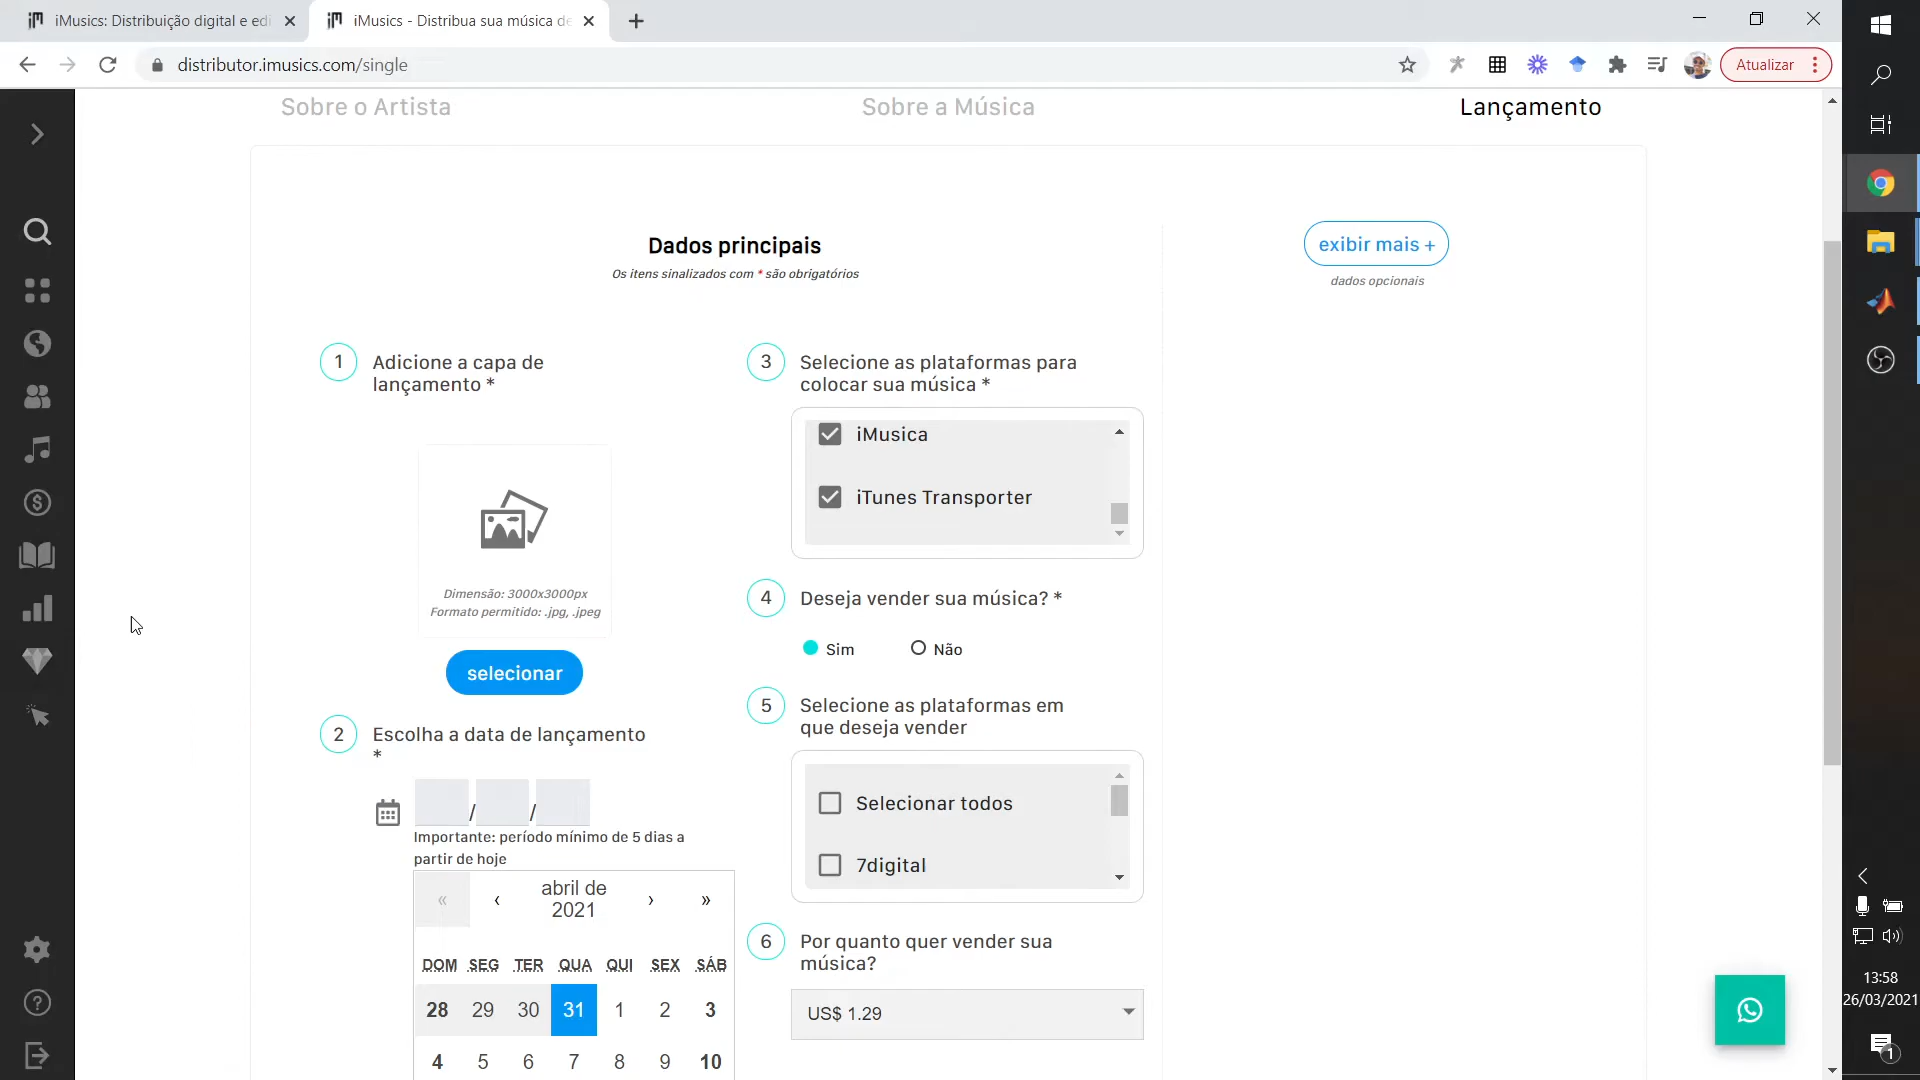 iMusics: Distribuição digital e edi
iMusics - Distribua sua música de
distributor.imusics.com/single
Atualizar
Sobre o Artista
Sobre a Música
Lançamento
Dados principais
Os itens sinalizados com * são obrigatórios
exibir mais +
dados opcionais
1
Adicione a capa de
lançamento *
Dimensão: 3000x3000px
Formato permitido: .jpg, .jpeg
selecionar
2
Escolha a data de lançamento
*
/ /
Importante: período mínimo de 5 dias a
partir de hoje
« ‹ abril de
2021 › »
DOM SEG TER QUA QUI SEX SÁB
28 29 30 31 1 2 3
4 5 6 7 8 9 10
3
Selecione as plataformas para
colocar sua música *
iMusica
iTunes Transporter
4
Deseja vender sua música? *
Sim
Não
5
Selecione as plataformas em
que deseja vender
Selecionar todos
7digital
6
Por quanto quer vender sua
música?
US$ 1.29
13:58
26/03/2021
1